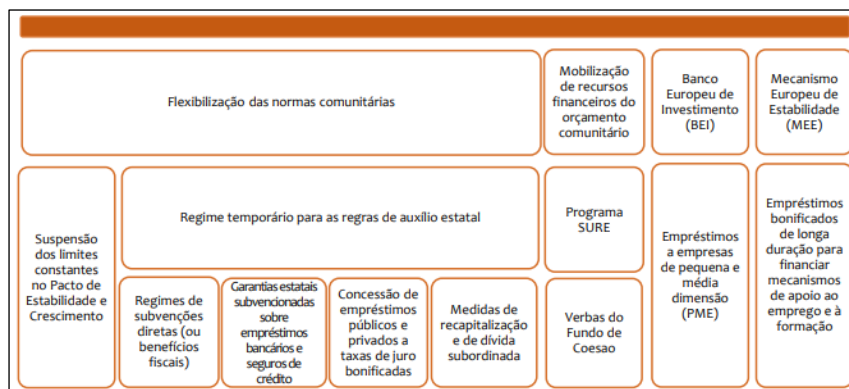 Flexibilização das normas comunitárias
Mobilização
de recursos
financeiros do
orçamento
comunitário
Banco
Europeu de
Investimento
(BEI)
Mecanismo
Europeu de
Estabilidade
(MEE)
Suspensão
dos limites
constantes
no Pacto de
Estabilidade e
Crescimento
Regime temporário para as regras de auxílio estatal
Programa
SURE
Empréstimos
a empresas
de pequena e
média
dimensão
(PME)
Empréstimos
bonificados
de longa
duração para
financiar
mecanismos
de apoio ao
emprego e à
formação
Regimes de
subvenções
diretas (ou
benefícios
fiscais)
Garantias estatais
subvencionadas
sobre
empréstimos
bancários e
seguros de
crédito
Concessão de
empréstimos
públicos e
privados a
taxas de juro
bonificadas
Medidas de
recapitalização
e de dívida
subordinada
Verbas do
Fundo de
Coesao